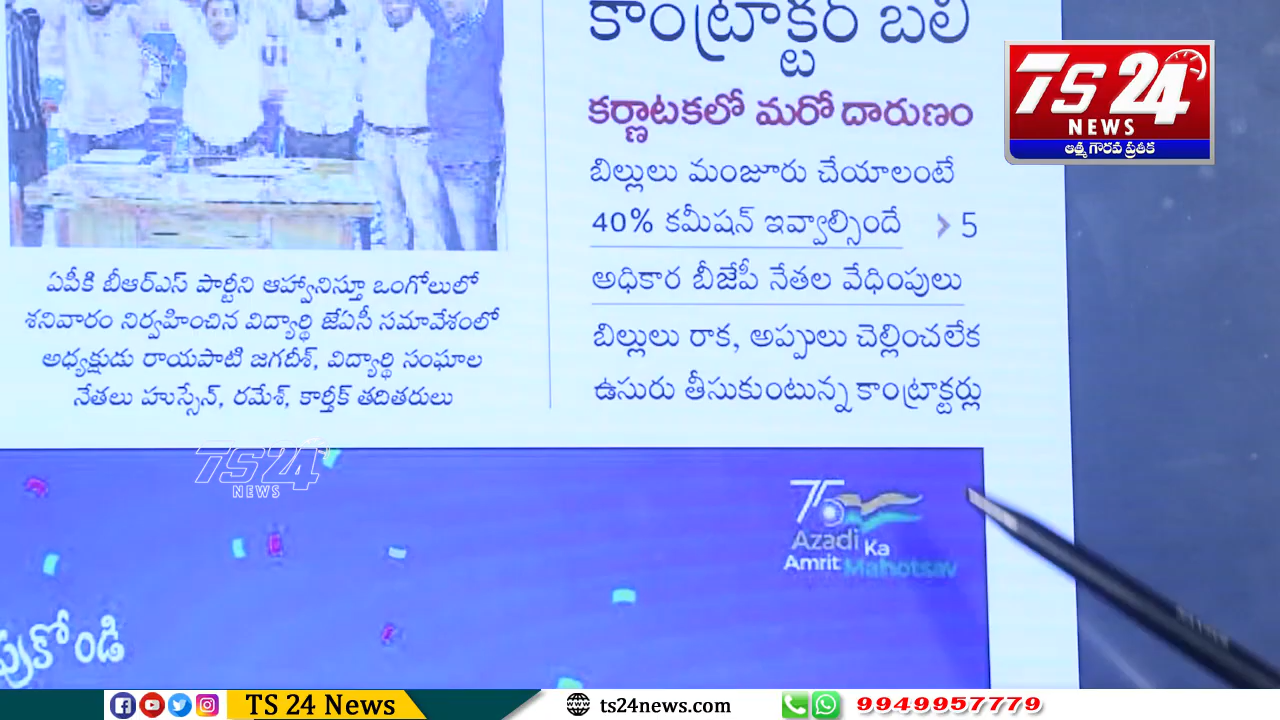 కాంట్రాక్టర్ బలి
కర్ణాటకలో మరో దారుణం
బిల్లులు మంజూరు చేయాలంటే
40% కమీషన్ ఇవ్వాల్సిందే > 5
అధికార బీజేపీ నేతల వేధింపులు
బిల్లులు రాక, అప్పులు చెల్లించలేక
ఉసురు తీసుకుంటున్న కాంట్రాక్టర్లు
ఏపీకి బీఆర్ఎస్ పార్టీని ఆహ్వానిస్తూ ఒంగోలులో
శనివారం నిర్వహించిన విద్యార్థి జేఏసీ సమావేశంలో
అధ్యక్షుడు రాయపాటి జగదీశ్, విద్యార్థి సంఘాల
నేతలు హుస్సేన్, రమేశ్, కార్తీక్ తదితరులు
TS 24
NEWS
ఆత్మ గౌరవ ప్రతీక
TS 24
NEWS
75
Azadi Ka
Amrit Mahotsav
పుకోండి
TS 24 News
ts24news.com
9949957779